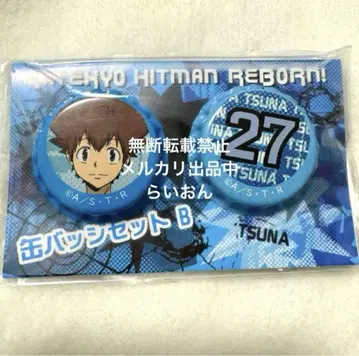 TEKYO HITMAN REBORN!
TSUNA
27
©A/S・T・R
©A/S・T・R
無断転載禁止
メルカリ出品中
らいおん
缶バッジセット B
TSUNA